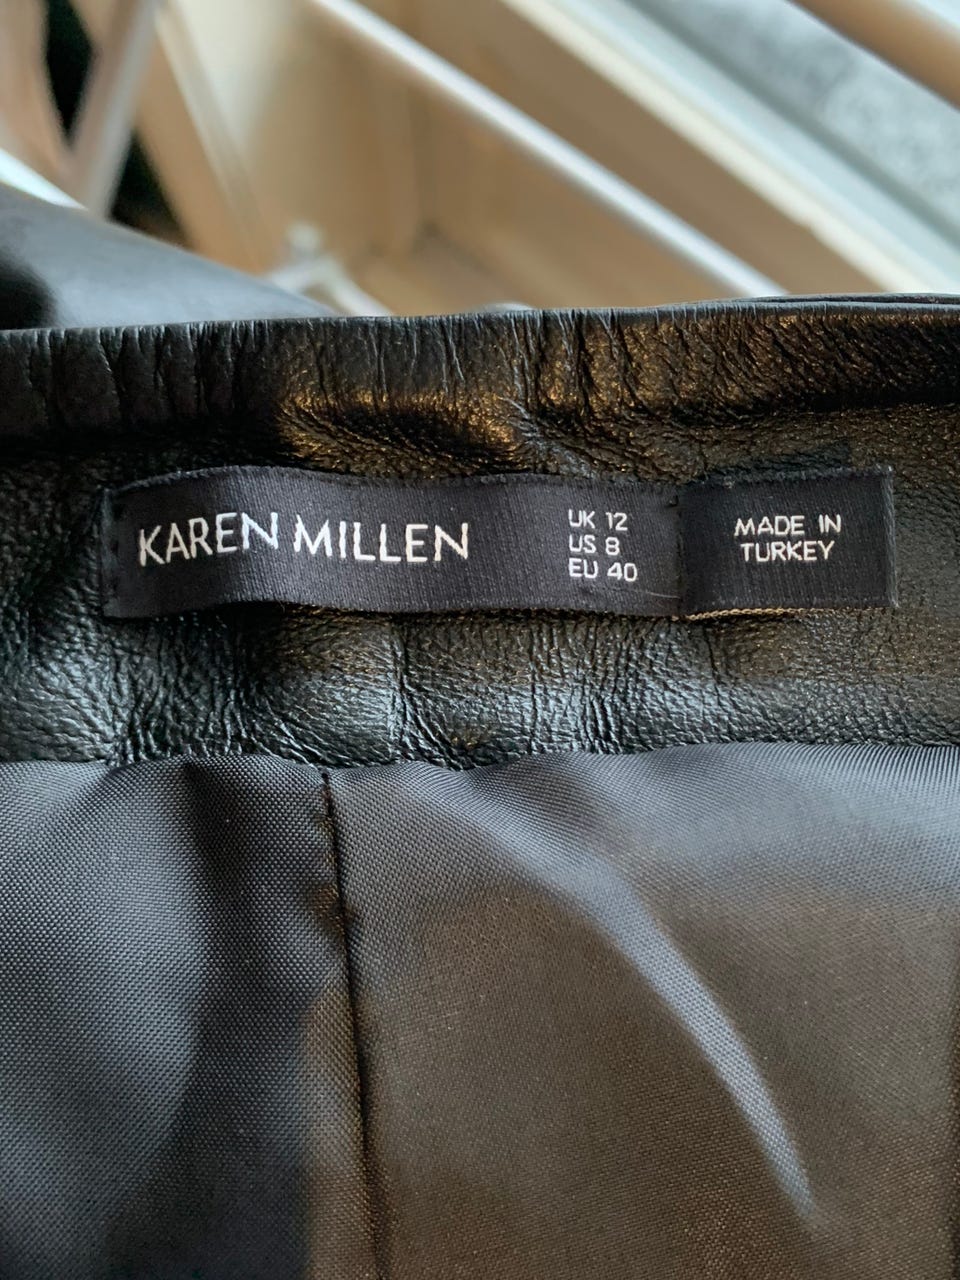 KAREN MILLEN
UK 12
US 8
EU 40
MADE IN
TURKEY